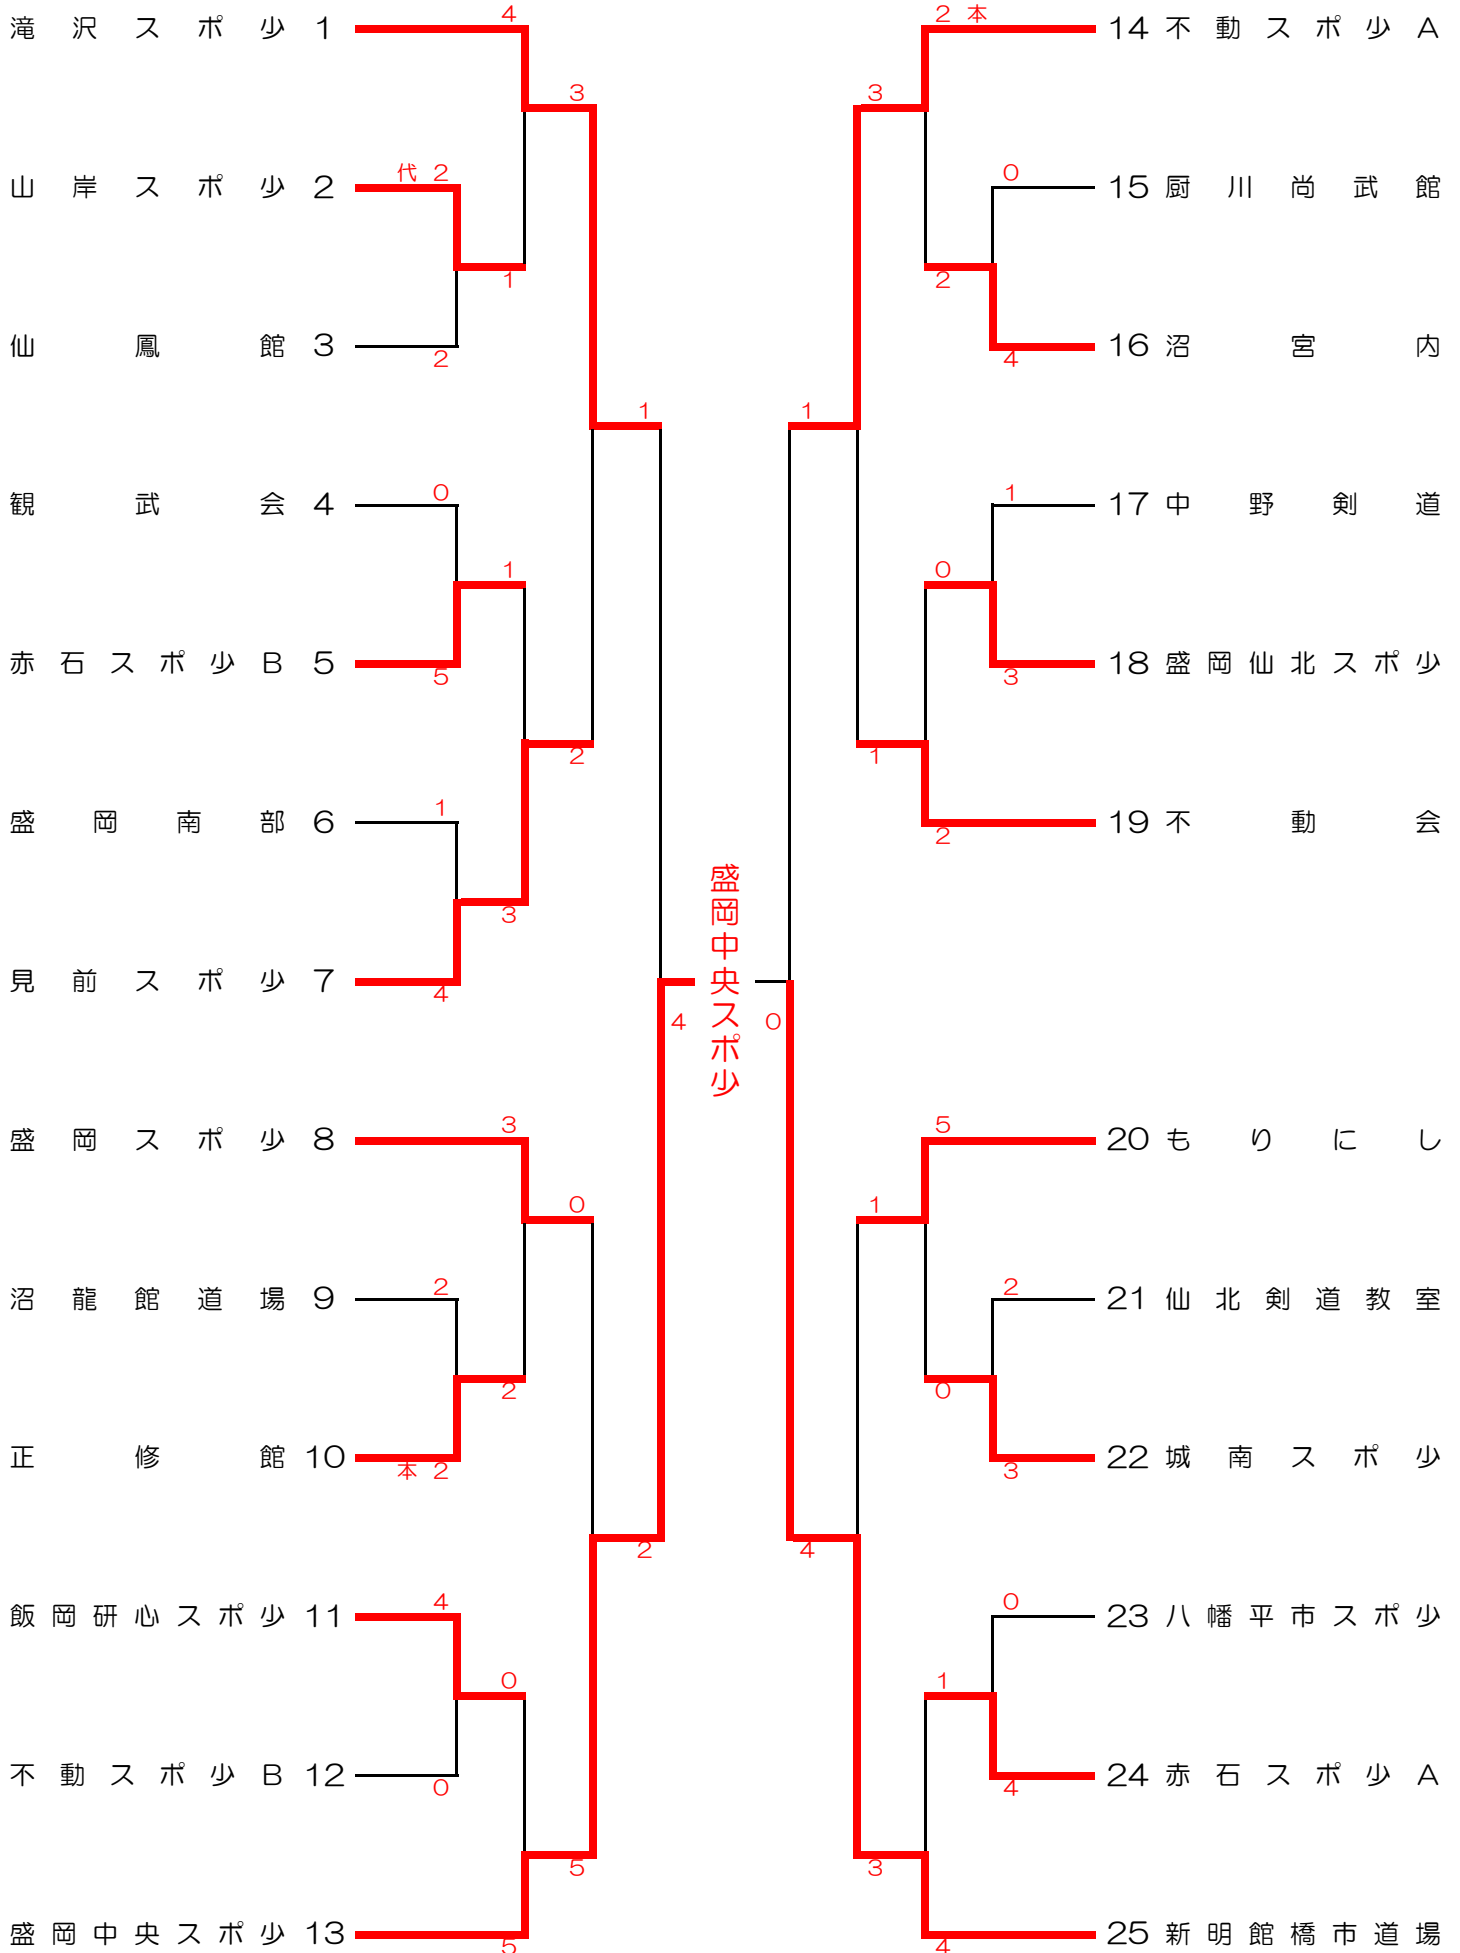 滝沢スポ少 1 4
2 本 14 不動スポ少A
3
3
山岸スポ少 2 代 2
0 15 厨川尚武館
1
2
仙鳳館 3 2
4 16 沼宮内
1
1
観武会 4 0
1 17 中野剣道
1
0
赤石スポ少B 5 5
3 18 盛岡仙北スポ少
2
1
盛岡南部 6 1
2 19 不動会
3
見前スポ少 7 4
盛岡中央スポ少
4
0
盛岡スポ少 8 3
5 20 もりにし
0
1
沼龍館道場 9 2
2 21 仙北剣道教室
2
0
正修館 10 本 2
3 22 城南スポ少
2
4
飯岡研心スポ少 11 4
0 23 八幡平市スポ少
0
1
不動スポ少B 12 0
4 24 赤石スポ少A
5
3
盛岡中央スポ少 13 5
4 25 新明館橋市道場